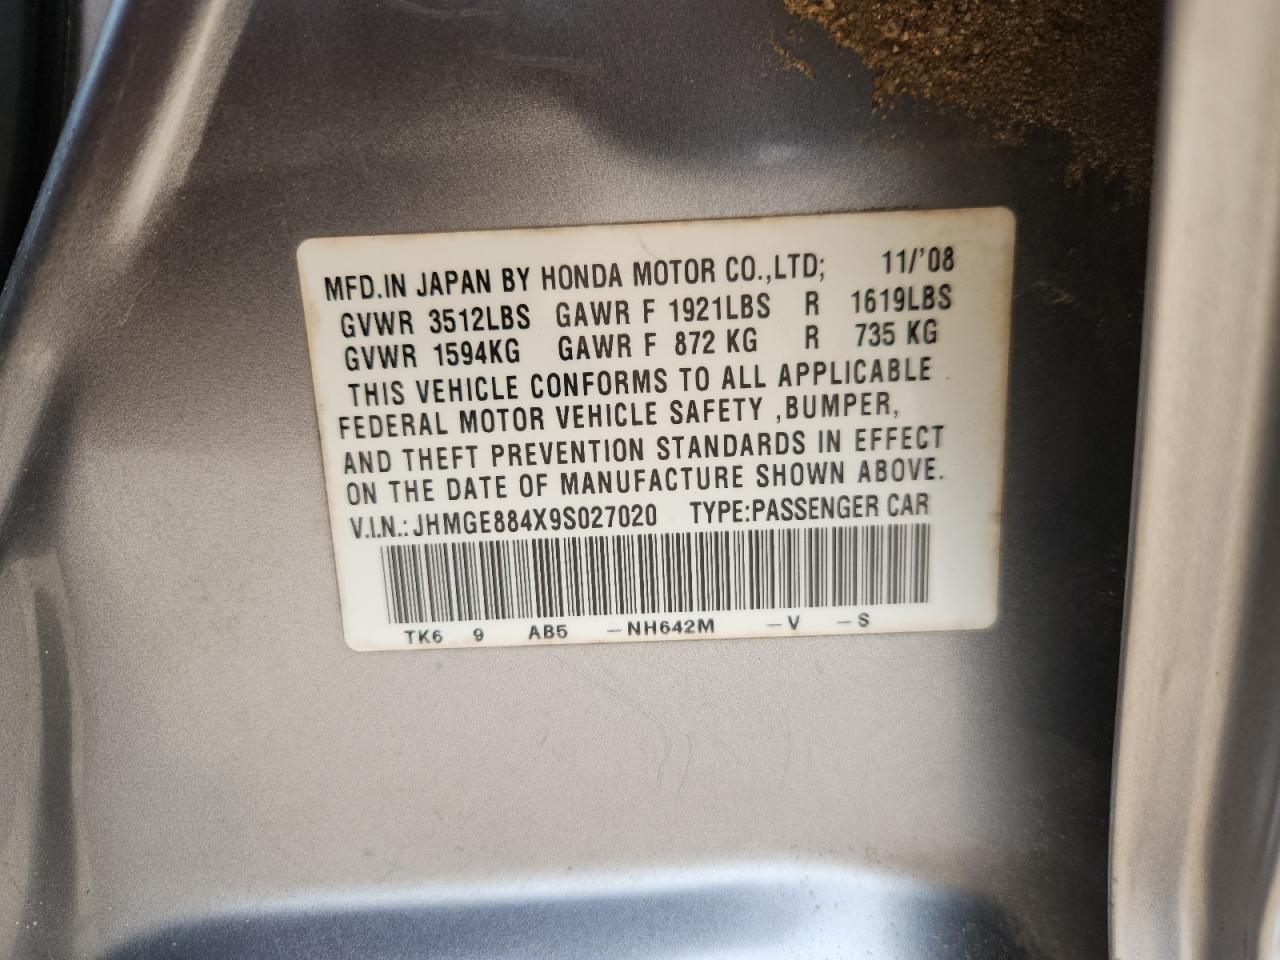 MFD.IN JAPAN BY HONDA MOTOR CO.,LTD; 11/'08
GVWR 3512LBS GAWR F 1921LBS R 1619LBS
GVWR 1594KG GAWR F 872 KG R 735 KG
THIS VEHICLE CONFORMS TO ALL APPLICABLE
FEDERAL MOTOR VEHICLE SAFETY ,BUMPER,
AND THEFT PREVENTION STANDARDS IN EFFECT
ON THE DATE OF MANUFACTURE SHOWN ABOVE.
V.I.N.: JHMGE884X9S027020 TYPE:PASSENGER CAR
TK6 9 AB5 -NH642M -V -S